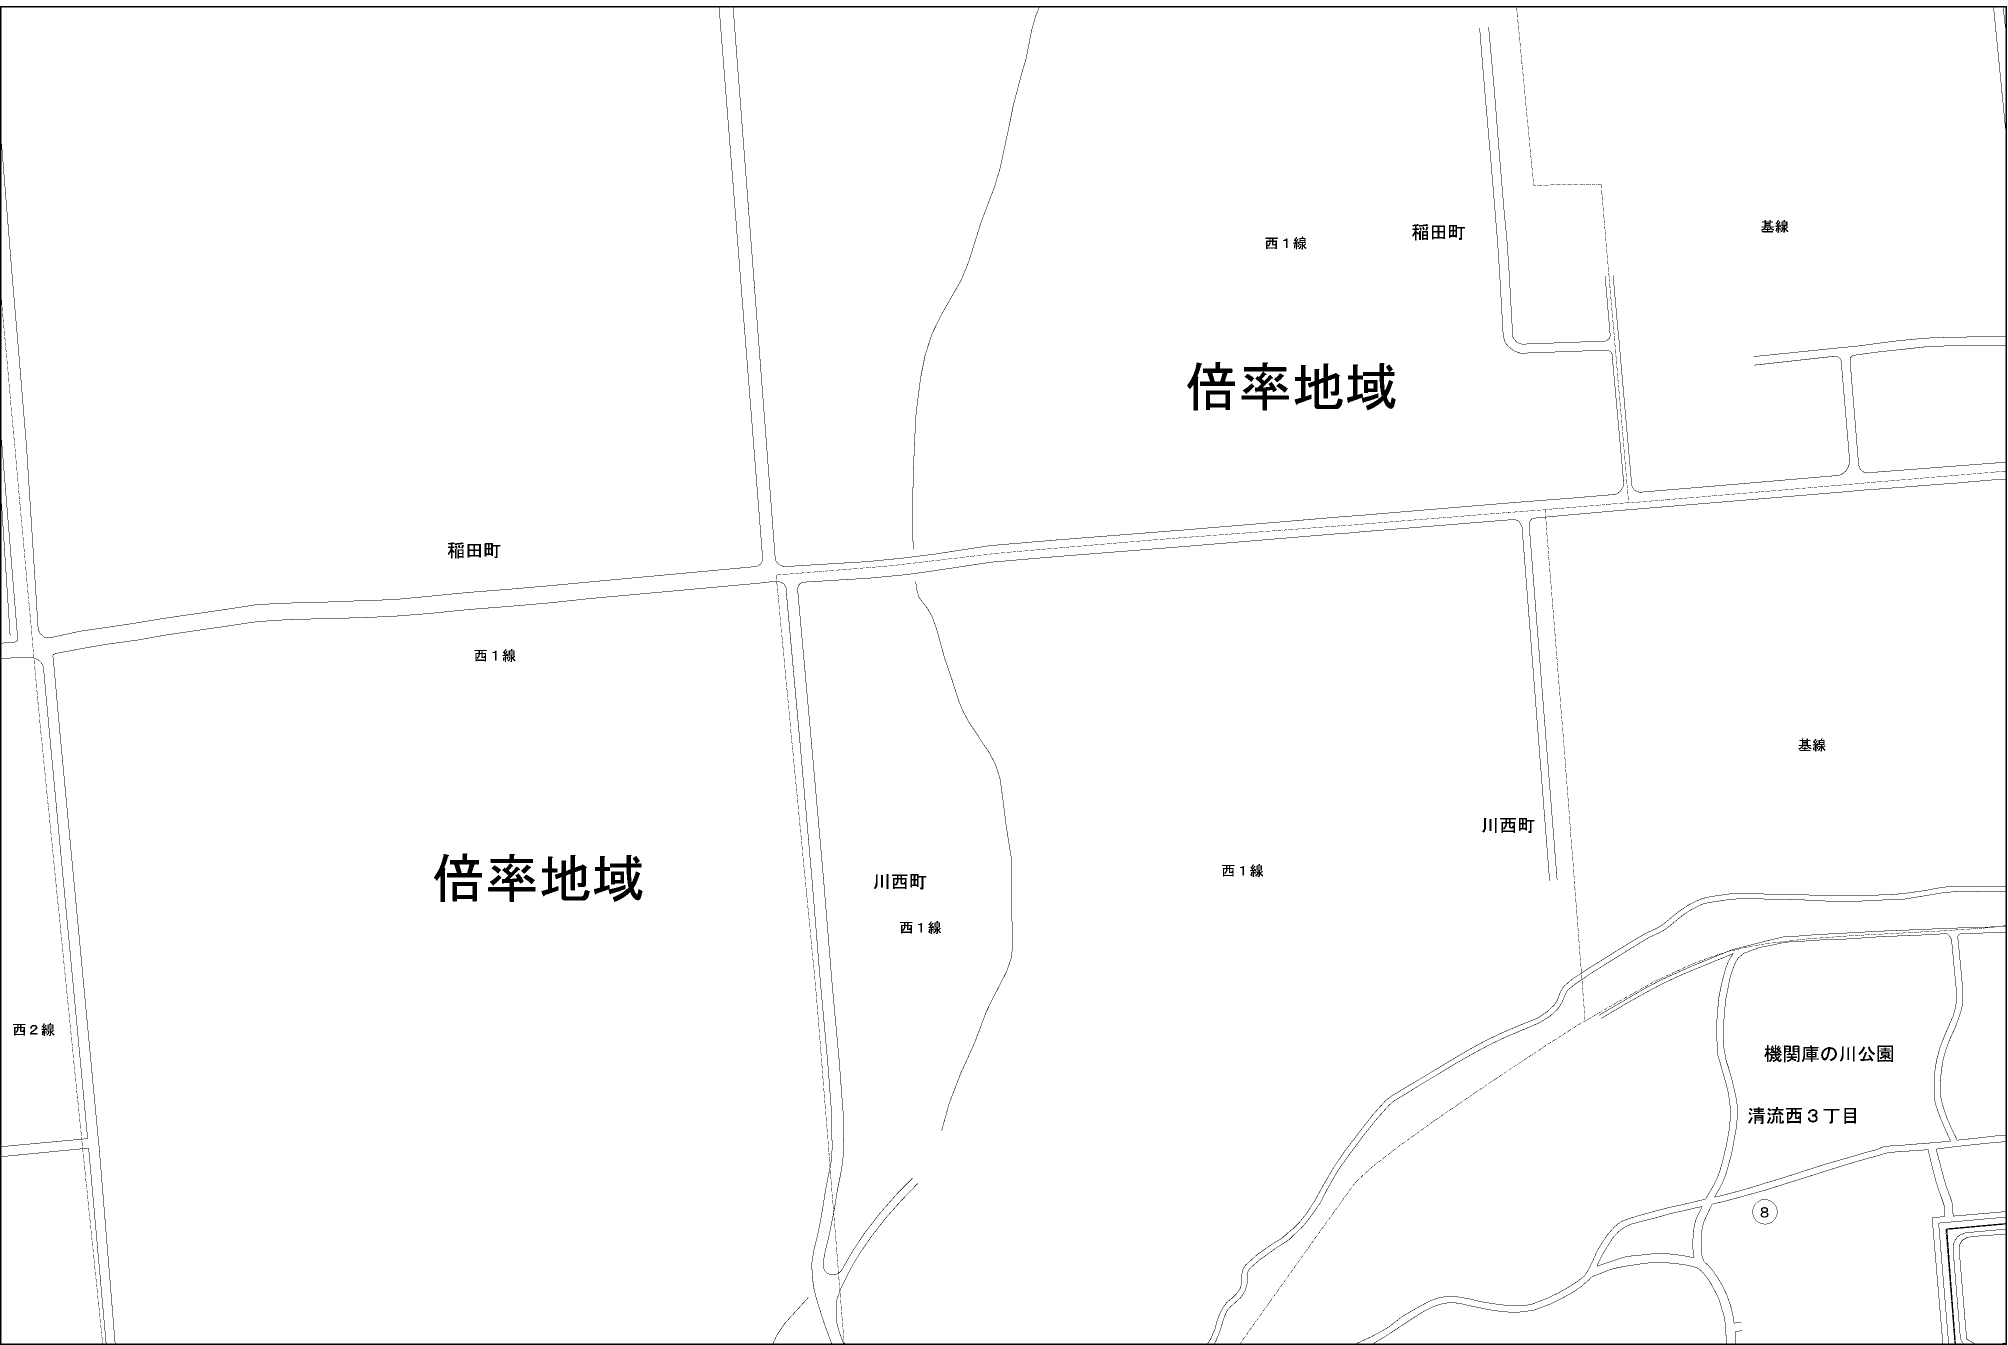 基線
西１線
稲田町
倍率地域
稲田町
西１線
基線
川西町
西１線
倍率地域
川西町
西１線
西２線
機関庫の川公園
清流西３丁目
8